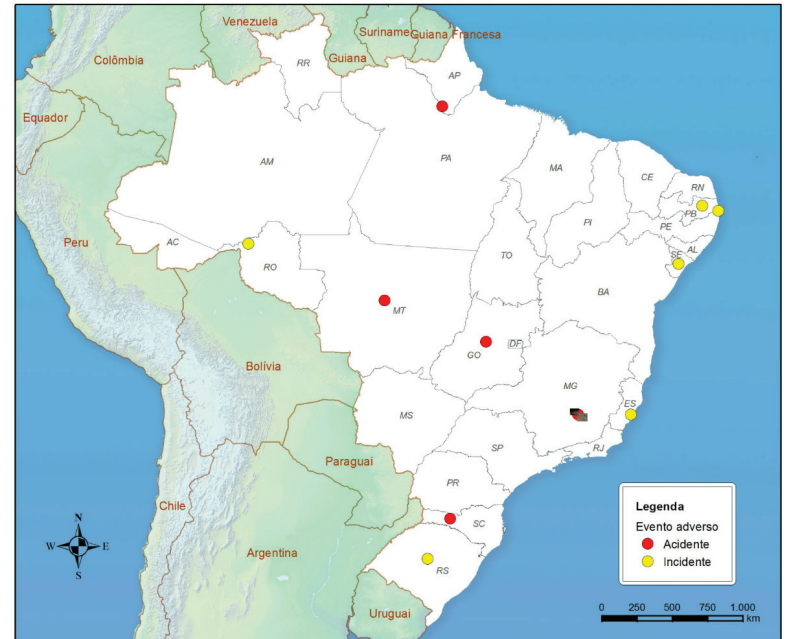 Venezuela
Suriname
Guiana Francesa
Colômbia
Guiana
RR
AP
Equador
AM
PA
MA
CE
RN
PB
PI
PE
AC
Peru
TO
AL
SE
RO
BA
MT
DF
GO
Bolívia
MG
MS
ES
SP
RJ
Paraguai
PR
Chile
SC
Argentina
RS
Uruguai
N
W
E
S
Legenda
Evento adverso
Acidente
Incidente
0 250 500 750 1.000
km